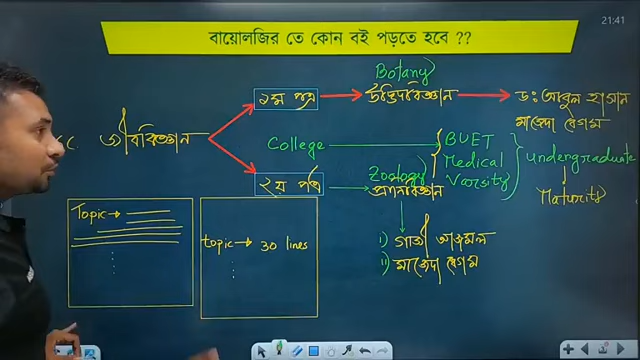 21:41
বায়োলজির তে কোন বই পড়তে হবে ??
Botany
১ম পত্র
উদ্ভিদবিজ্ঞান
ডঃ আবুল হাসান
মাজেদা বেগম
জীববিজ্ঞান
College
BUET
Medical
Varsity
undergraduate
Maturity
Zoology
২য় পত্র
প্রাণিবিজ্ঞান
Topic
topic
30 lines
i) গাজী আজমল
ii) মাজেদা বেগম